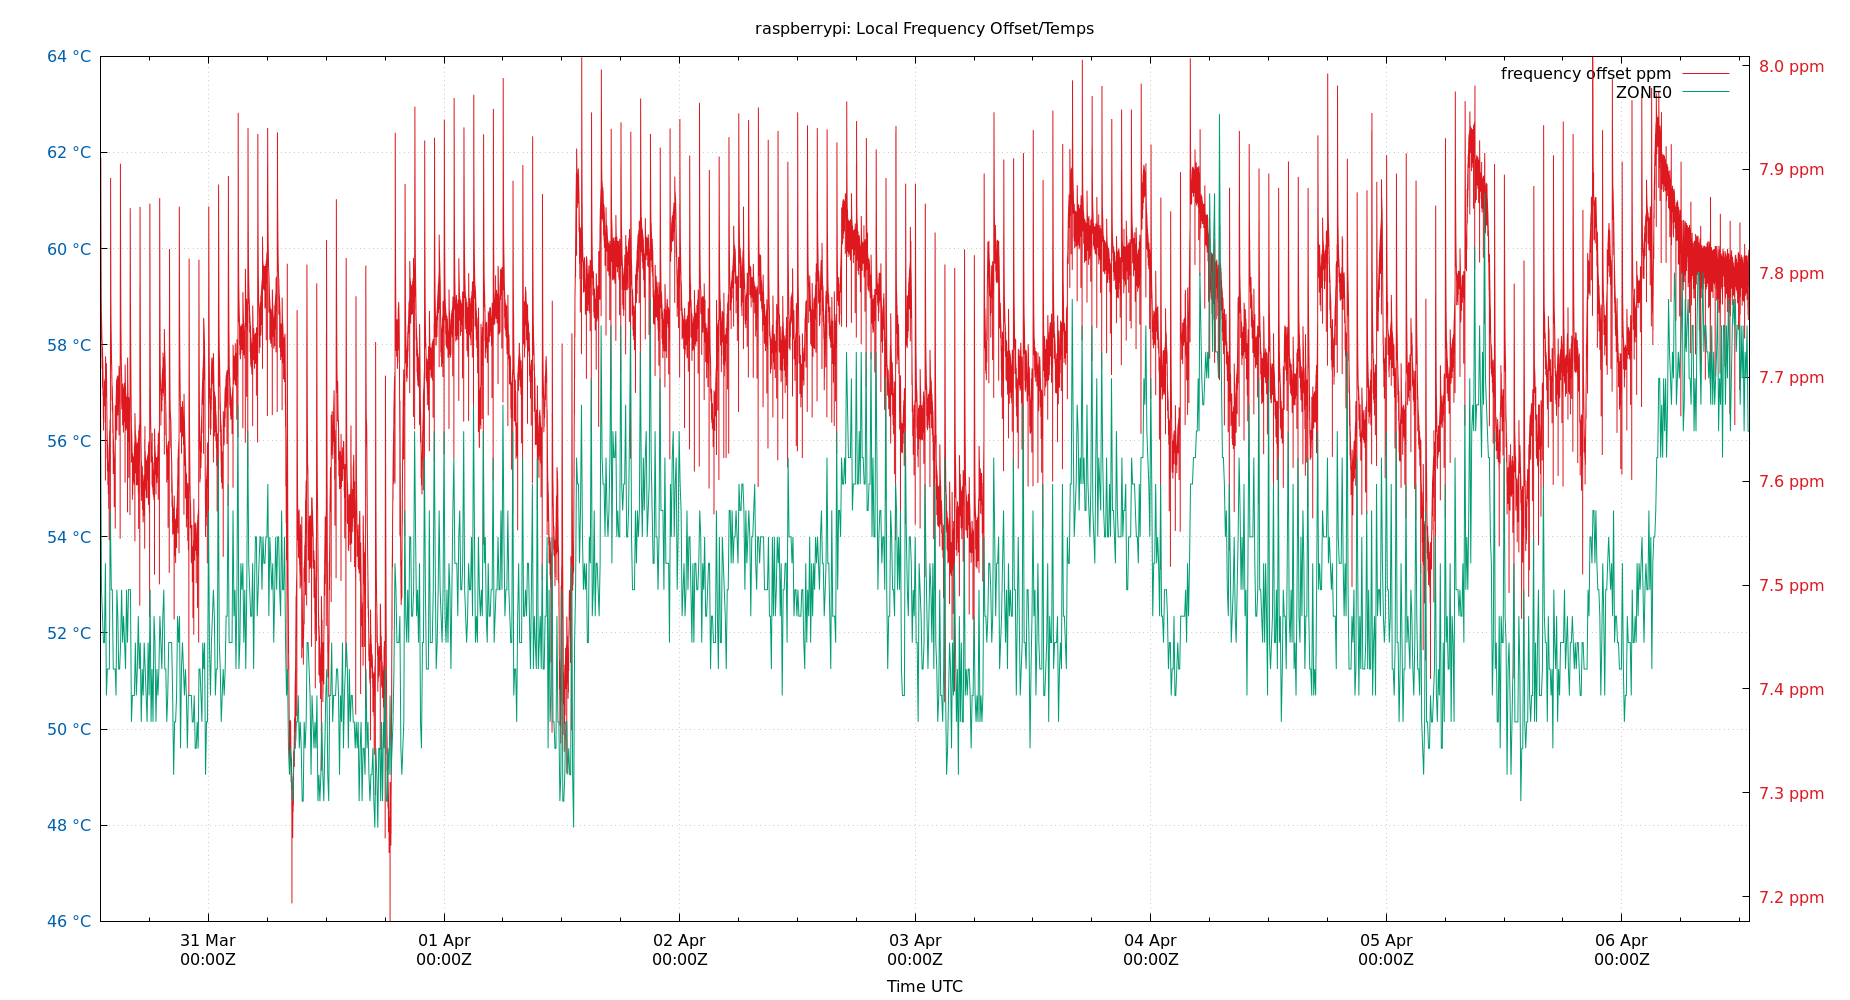 raspberrypi: Local Frequency Offset/Temps
64 °C
62 °C
60 °C
58 °C
56 °C
54 °C
52 °C
50 °C
48 °C
46 °C
8.0 ppm
7.9 ppm
7.8 ppm
7.7 ppm
7.6 ppm
7.5 ppm
7.4 ppm
7.3 ppm
7.2 ppm
frequency offset ppm
ZONE0
31 Mar
00:00Z
01 Apr
00:00Z
02 Apr
00:00Z
03 Apr
00:00Z
04 Apr
00:00Z
05 Apr
00:00Z
06 Apr
00:00Z
Time UTC